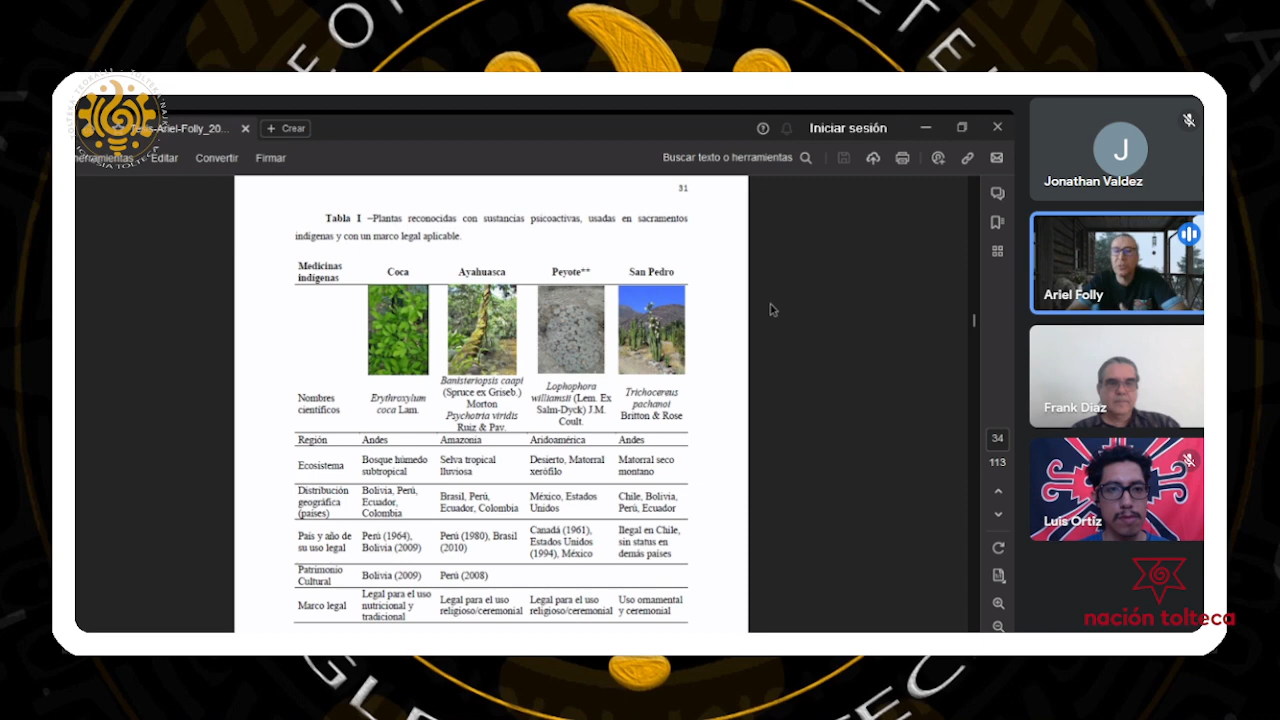 Tesis-Ariel-Folly_20...
+ Crear
Iniciar sesión
Herramientas Editar Convertir Firmar
Buscar texto o herramientas
31
Tabla I –Plantas reconocidas con sustancias psicoactivas, usadas en sacramentos
indígenas y con un marco legal aplicable.
Medicinas indígenas Coca Ayahuasca Peyote** San Pedro
Nombres científicos Erythroxylum coca Lam. Banisteriopsis caapi (Spruce ex Griseb.) Morton Psychotria viridis Ruiz & Pav. Lophophora williamsii (Lem. Ex Salm-Dyck) J.M. Coult. Trichocereus pachanoi Britton & Rose
Región Andes Amazonía Aridoamérica Andes
Ecosistema Bosque húmedo subtropical Selva tropical lluviosa Desierto, Matorral xerófilo Matorral seco montano
Distribución geográfica (países) Bolivia, Perú, Ecuador, Colombia Brasil, Perú, Ecuador, Colombia México, Estados Unidos Chile, Bolivia, Perú, Ecuador
País y año de su uso legal Perú (1964), Bolivia (2009) Perú (1980), Brasil (2010) Canadá (1961), Estados Unidos (1994), México Ilegal en Chile, sin status en demás países
Patrimonio Cultural Bolivia (2009) Perú (2008)
Marco legal Legal para el uso nutricional y tradicional Legal para el uso religioso/ceremonial Legal para el uso religioso/ceremonial Uso ornamental y ceremonial
34
113
J
Jonathan Valdez
Ariel Folly
Frank Diaz
Luis Ortiz
nación tolteca
IGLESIA TOLTECA